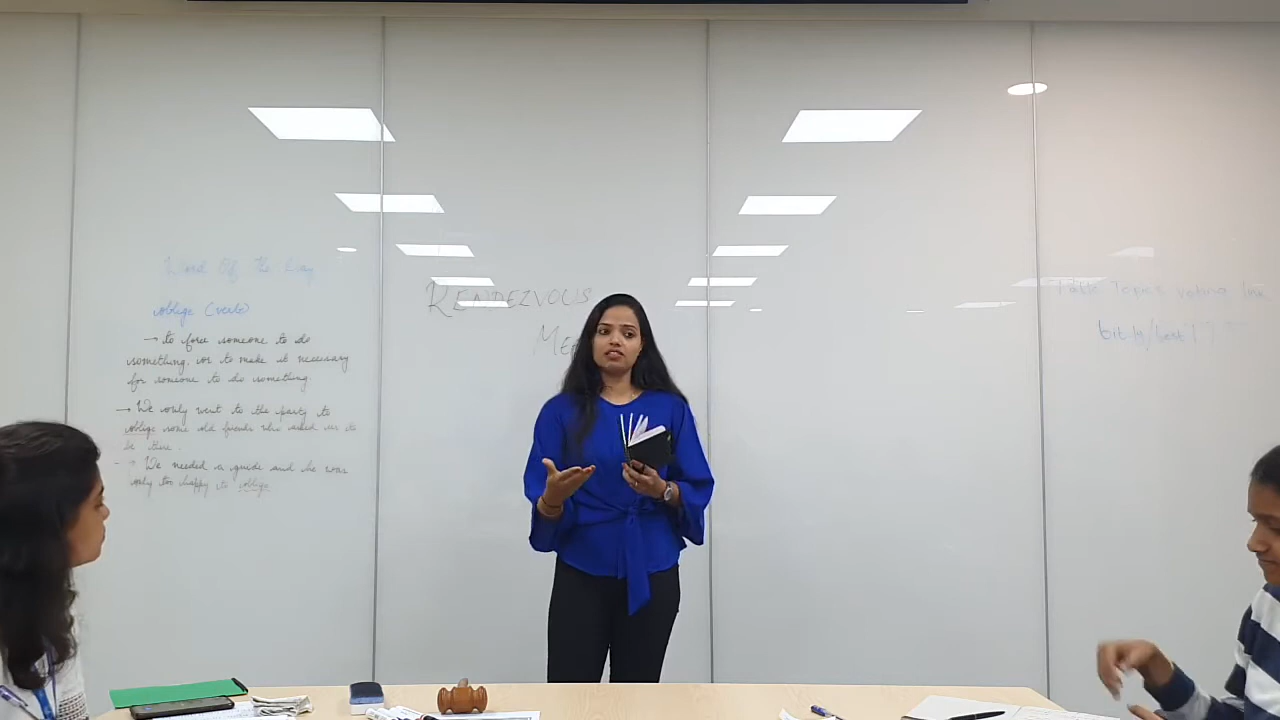 Word Of the Day
oblige (verb)
→ to force someone to do
something, or to make it necessary
for someone to do something.
→ We only went to the party to
oblige some old friends who asked us to
be there.
→ We needed a guide and he was
only too happy to oblige.
RENDEZVOUS
MEE
Table Topics voting link
bit.ly/best